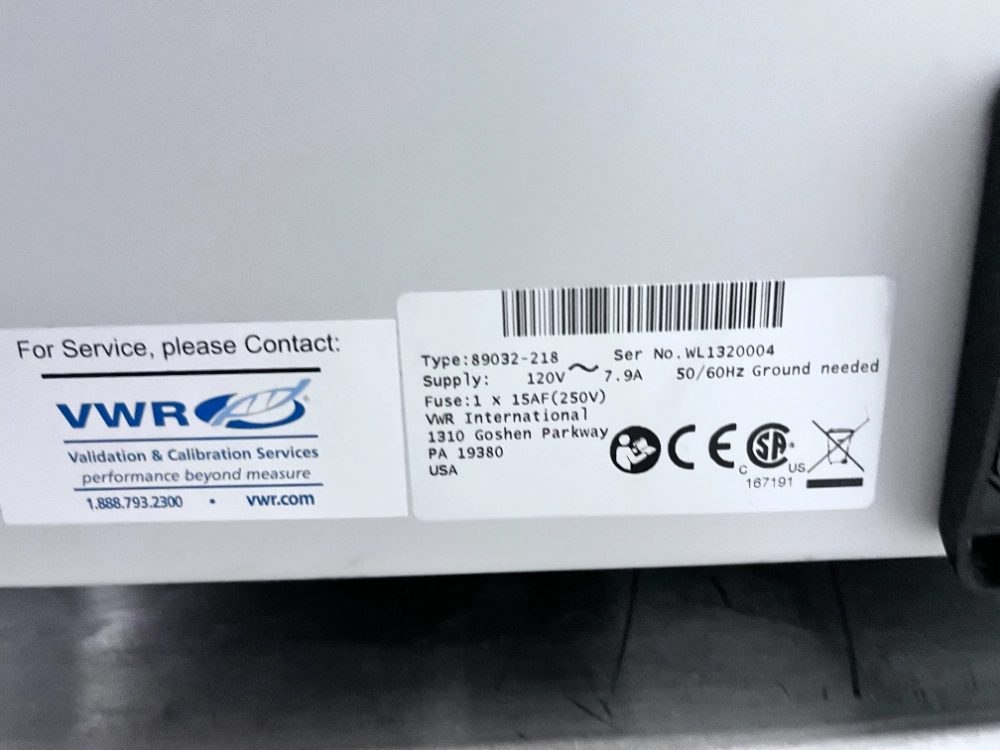 For Service, please Contact:
VWR®
Validation & Calibration Services
performance beyond measure
1.888.793.2300 • vwr.com
Type:89032-218 Ser No.WL1320004
Supply: 120V ~ 7.9A 50/60Hz Ground needed
Fuse:1 x 15AF(250V)
VWR International
1310 Goshen Parkway
PA 19380
USA
CE
C SA US
167191